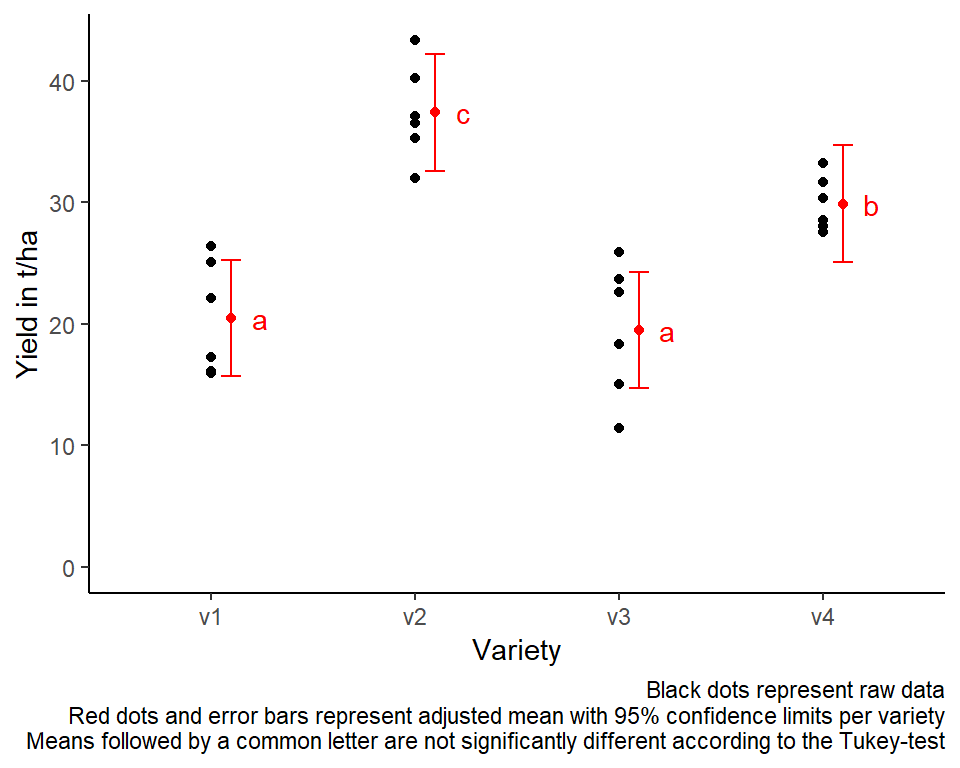 Yield in t/ha
40
30
20
10
0
a
c
a
b
v1 v2 v3 v4
Variety
Black dots represent raw data
Red dots and error bars represent adjusted mean with 95% confidence limits per variety
Means followed by a common letter are not significantly different according to the Tukey-test